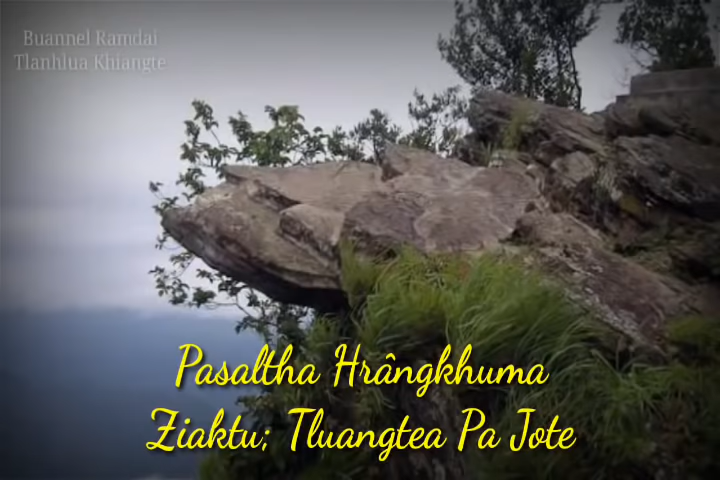 Buannel Ramdai
Tlanhlua Khiangte
Pasaltha Hrângkhuma
Ziaktu; Tluangtea Pa Jote